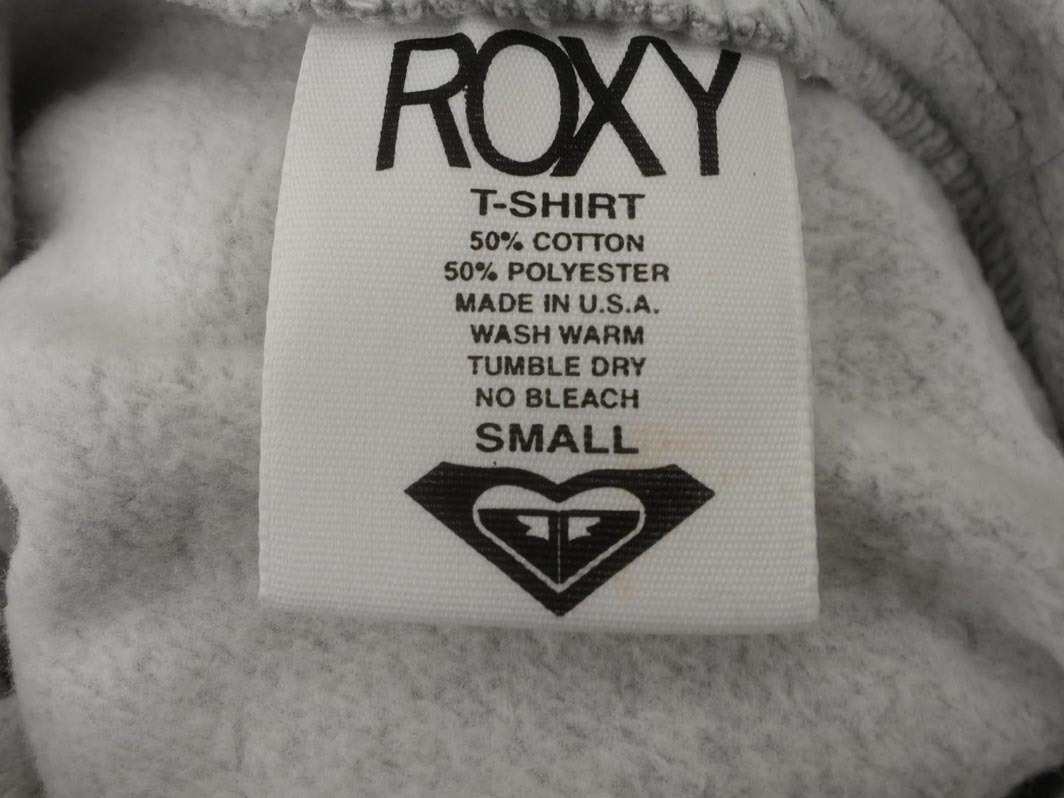 ROXY
T-SHIRT
50% COTTON
50% POLYESTER
MADE IN U.S.A.
WASH WARM
TUMBLE DRY
NO BLEACH
SMALL